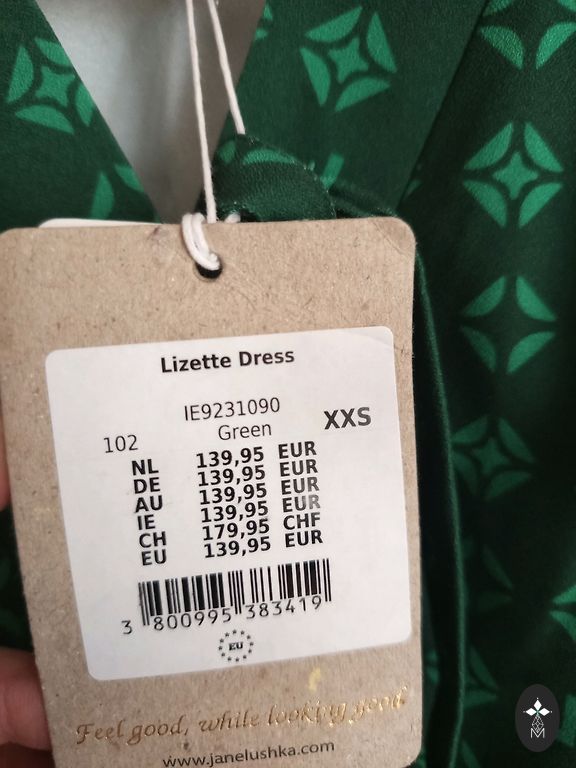 Lizette Dress
IE9231090
102 Green XXS
NL 139,95 EUR
DE 139,95 EUR
AU 139,95 EUR
IE 139,95 EUR
CH 179,95 CHF
EU 139,95 EUR
3 800995 383419
EU
Feel good, while looking good
www.janelushka.com